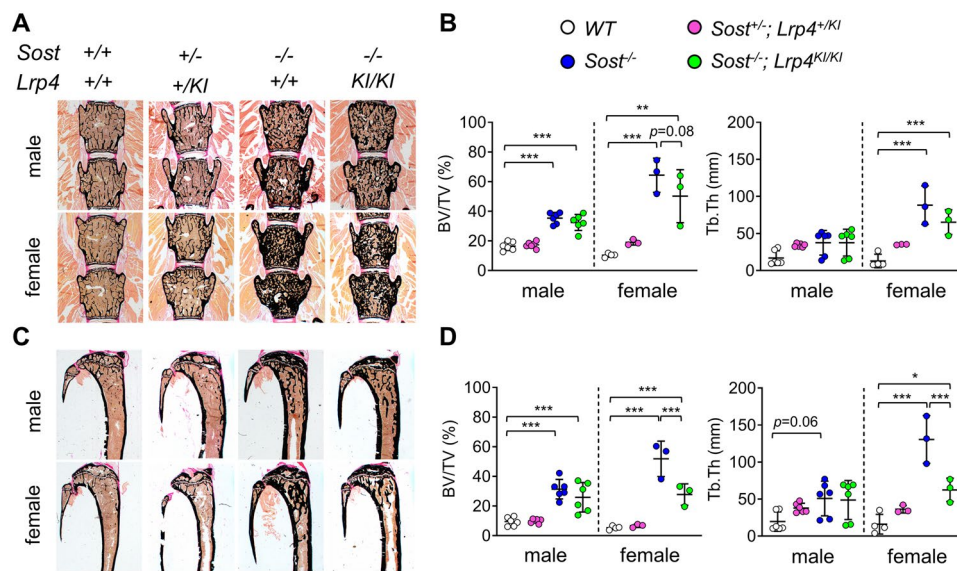 A
Sost +/+ +/- -/- -/-
Lrp4 +/+ +/KI +/+ KI/KI
male
female
B
WT
Sost+/-; Lrp4+/KI
Sost-/-
Sost-/-; Lrp4KI/KI
100
80
60
40
20
0
BV/TV (%)
***
***
**
***
p=0.08
male
female
200
150
100
50
0
Tb.Th (mm)
***
***
male
female
C
male
female
D
100
80
60
40
20
0
BV/TV (%)
***
***
***
***
***
male
female
200
150
100
50
0
Tb.Th (mm)
p=0.06
*
***
***
male
female